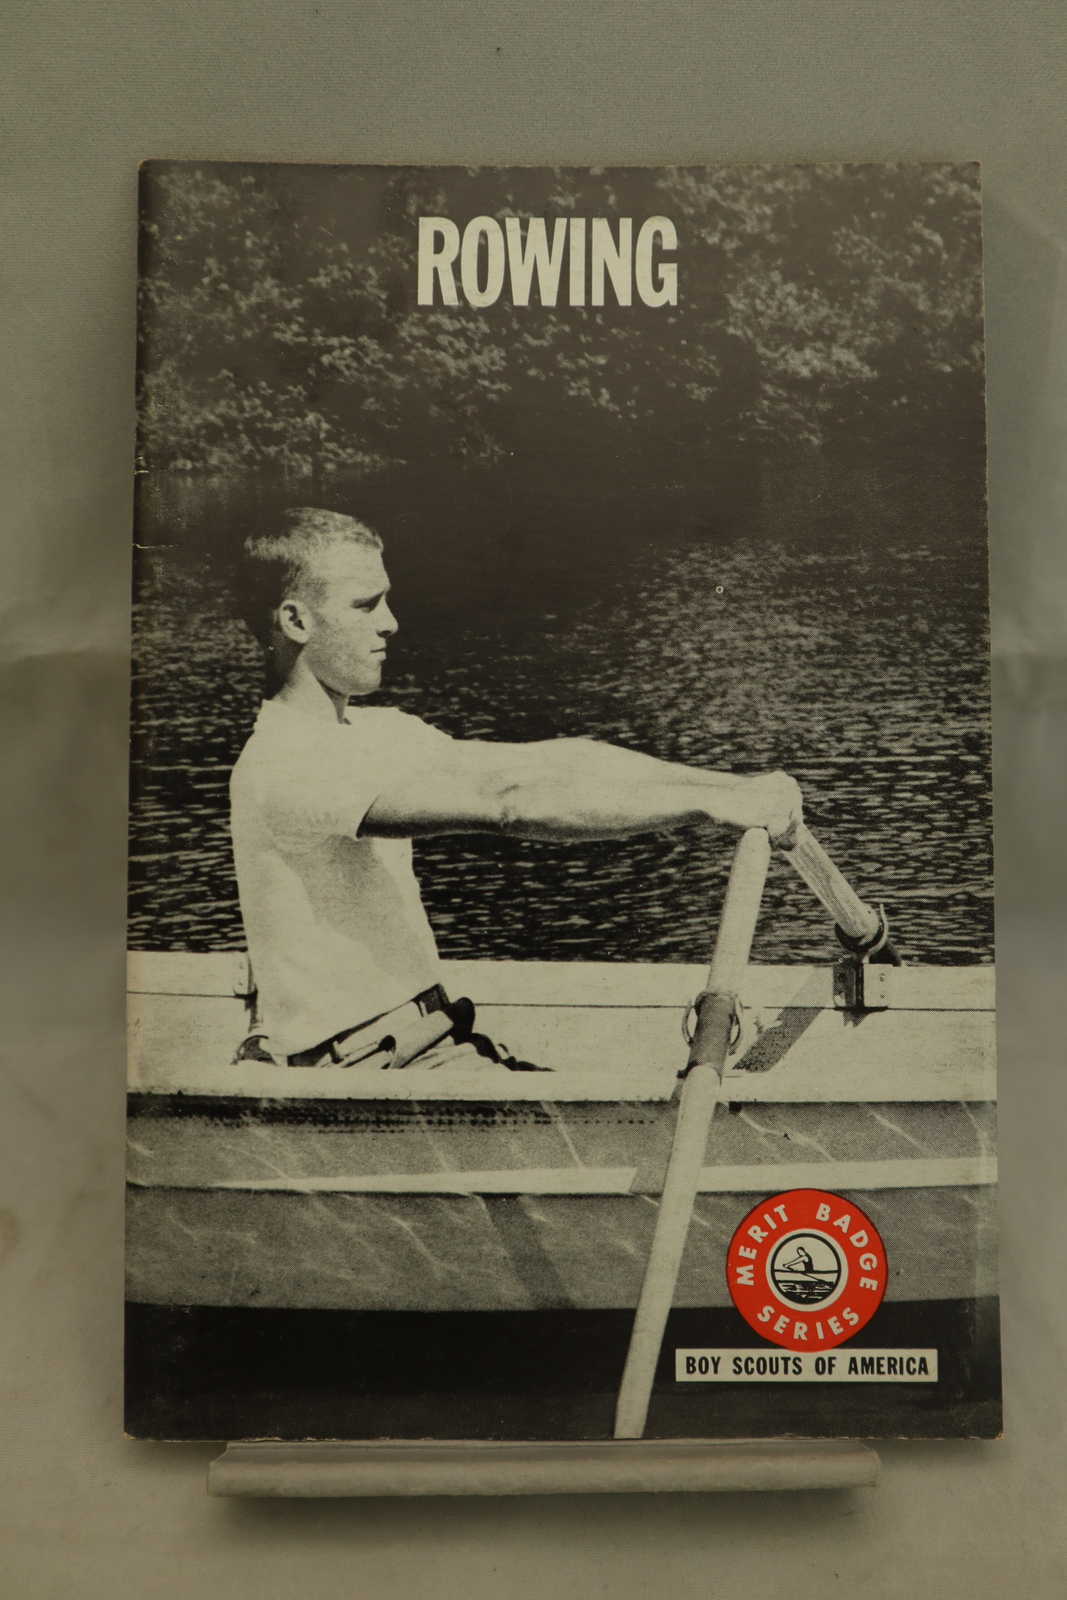 ROWING
MERIT BADGE
SERIES
BOY SCOUTS OF AMERICA